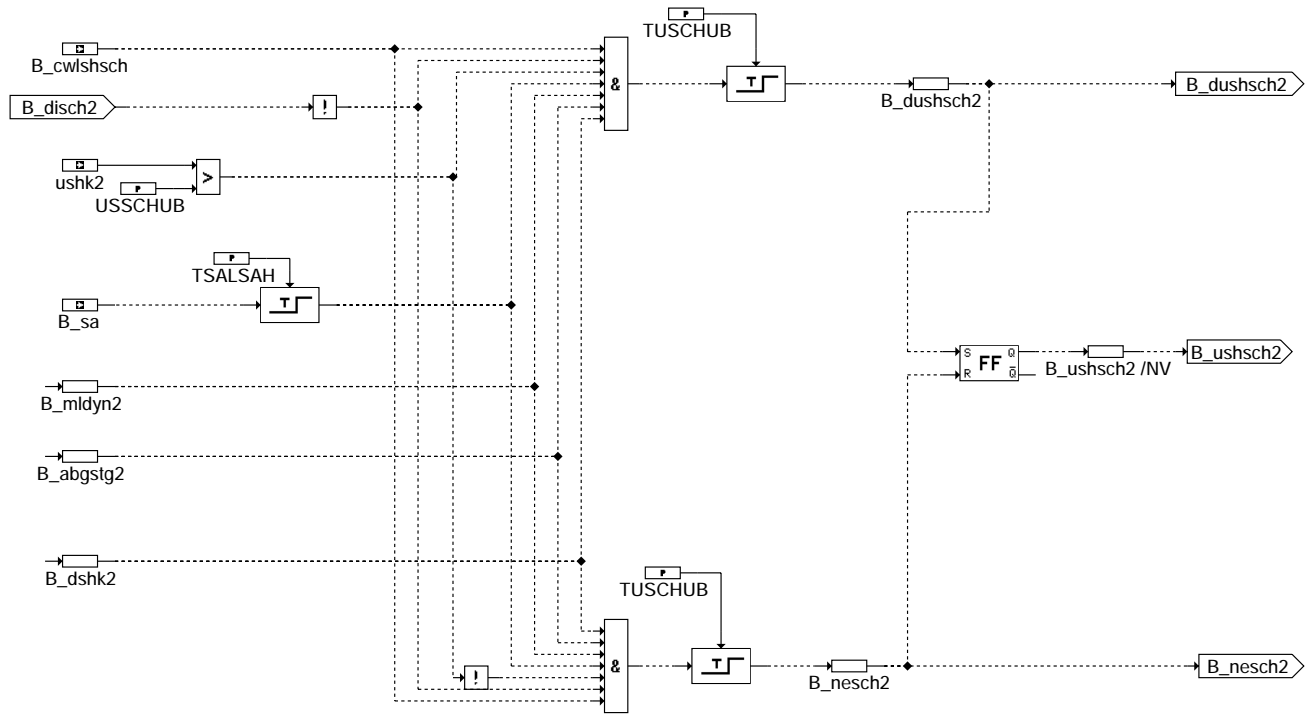 P
TUSCHUB
B_cwlshsch
&
T
B_dushsch2
B_dushsch2
B_disch2
!
ushk2
>
P
USSCHUB
P
TSALSAH
T
B_sa
S Q
FF
R Q
B_ushsch2 /NV
B_ushsch2
B_mldyn2
B_abgstg2
B_dshk2
P
TUSCHUB
!
&
T
B_nesch2
B_nesch2